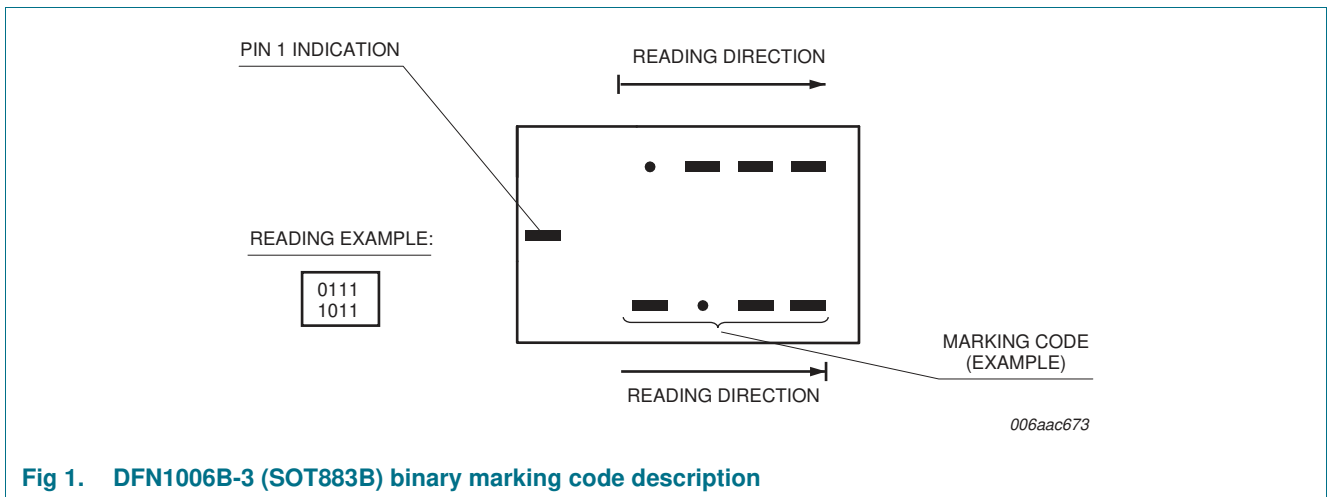 PIN 1 INDICATION
READING DIRECTION
READING EXAMPLE:
0111
1011
MARKING CODE
(EXAMPLE)
READING DIRECTION
006aac673
Fig 1. DFN1006B-3 (SOT883B) binary marking code description